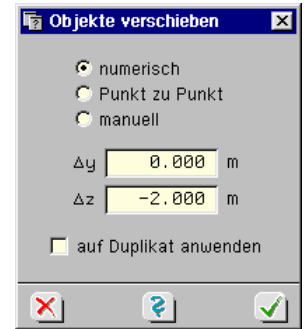 Objekte verschieben
numerisch
Punkt zu Punkt
manuell
Δy 0.000 m
Δz -2.000 m
auf Duplikat anwenden